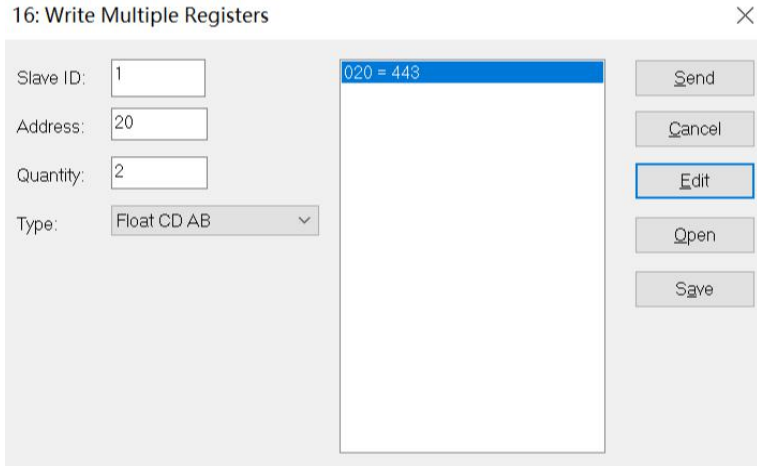 16: Write Multiple Registers
Slave ID: 1
Address: 20
Quantity: 2
Type: Float CD AB
020 = 443
Send
Cancel
Edit
Open
Save